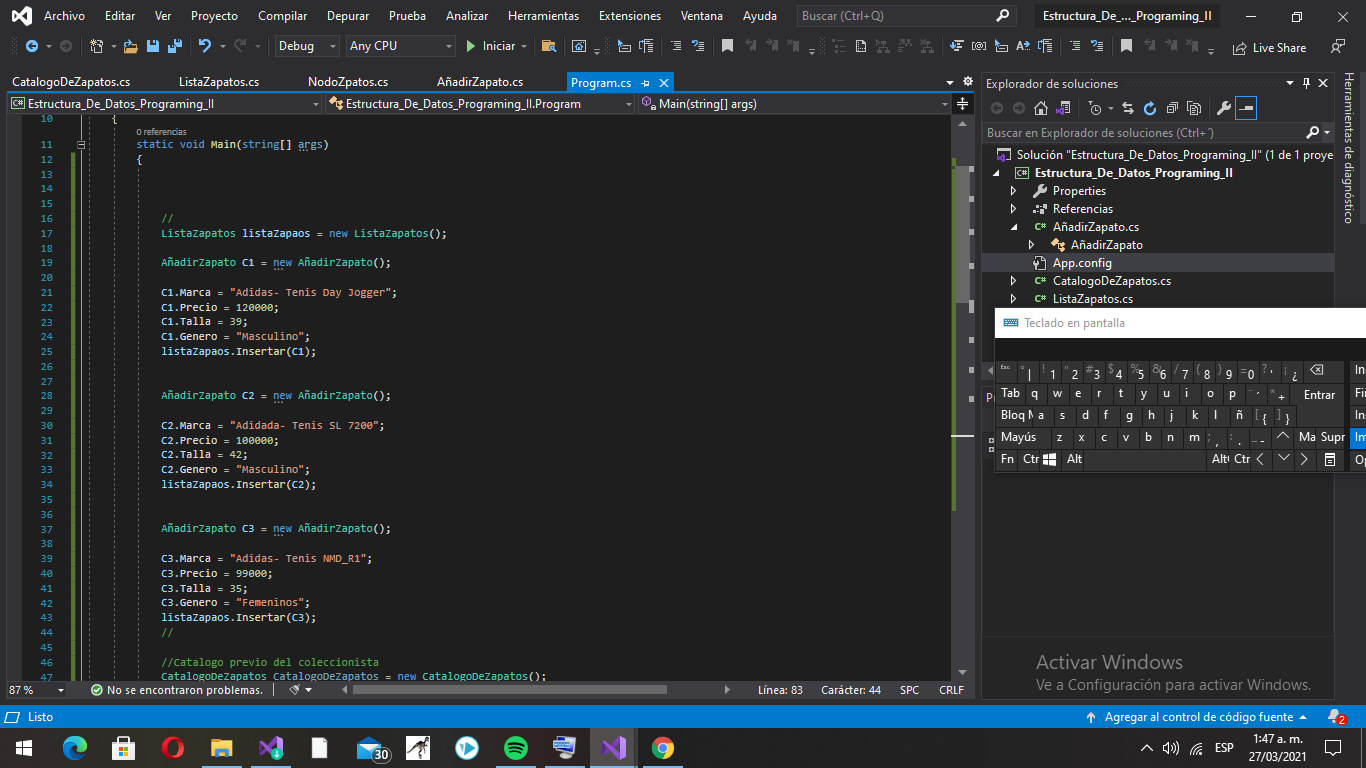 Archivo Editar Ver Proyecto Compilar Depurar Prueba Analizar Herramientas Extensiones Ventana Ayuda Buscar (Ctrl+Q) Estructura_De_..._Programing_II
Debug Any CPU Iniciar Live Share
CatalogoDeZapatos.cs ListaZapatos.cs NodoZpatos.cs AñadirZapato.cs Program.cs
Estructura_De_Datos_Programing_II Estructura_De_Datos_Programing_II.Program Main(string[] args)
10 {
0 referencias
11 static void Main(string[] args)
12 {
13
14
15
16 //
17 ListaZapatos listaZapaos = new ListaZapatos();
18
19 AñadirZapato C1 = new AñadirZapato();
20
21 C1.Marca = "Adidas- Tenis Day Jogger";
22 C1.Precio = 120000;
23 C1.Talla = 39;
24 C1.Genero = "Masculino";
25 listaZapaos.Insertar(C1);
26
27
28 AñadirZapato C2 = new AñadirZapato();
29
30 C2.Marca = "Adidada- Tenis SL 7200";
31 C2.Precio = 100000;
32 C2.Talla = 42;
33 C2.Genero = "Masculino";
34 listaZapaos.Insertar(C2);
35
36
37 AñadirZapato C3 = new AñadirZapato();
38
39 C3.Marca = "Adidas- Tenis NMD_R1";
40 C3.Precio = 99000;
41 C3.Talla = 35;
42 C3.Genero = "Femeninos";
43 listaZapaos.Insertar(C3);
44 //
45
46 //Catalogo previo del coleccionista
47 CatalogoDeZapatos CatalogoDeZapatos = new CatalogoDeZapatos();
87 % No se encontraron problemas. Línea: 83 Carácter: 44 SPC CRLF
Explorador de soluciones
Buscar en Explorador de soluciones (Ctrl+´)
Solución "Estructura_De_Datos_Programing_II" (1 de 1 proye
Estructura_De_Datos_Programing_II
Properties
Referencias
AñadirZapato.cs
AñadirZapato
App.config
CatalogoDeZapatos.cs
ListaZapatos.cs
Herramientas de diagnóstico
Teclado en pantalla
Esc ° | ! 1 " 2 # 3 $ 4 % 5 & 6 / 7 ( 8 ) 9 = 0 ? ' ¡ ¿ In
Tab q w e r t y u i o p ¨ ´ * + Entrar Fin
Bloq M a s d f g h j k l ñ [ { ] } Ins
Mayús z x c v b n m ; , : . _ - Ma Supr Im
Fn Ctr Alt Alt Ctr Op
Activar Windows
Ve a Configuración para activar Windows.
Listo Agregar al control de código fuente 2
30 ESP 1:47 a. m.
27/03/2021